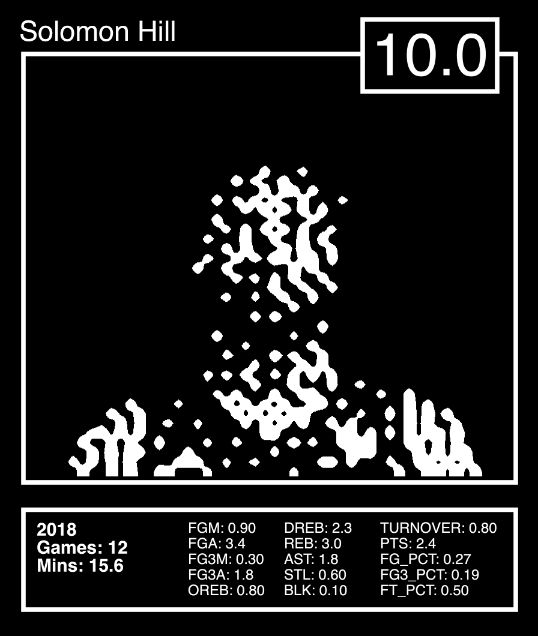 Solomon Hill
10.0
2018
Games: 12
Mins: 15.6
FGM: 0.90
FGA: 3.4
FG3M: 0.30
FG3A: 1.8
OREB: 0.80
DREB: 2.3
REB: 3.0
AST: 1.8
STL: 0.60
BLK: 0.10
TURNOVER: 0.80
PTS: 2.4
FG_PCT: 0.27
FG3_PCT: 0.19
FT_PCT: 0.50